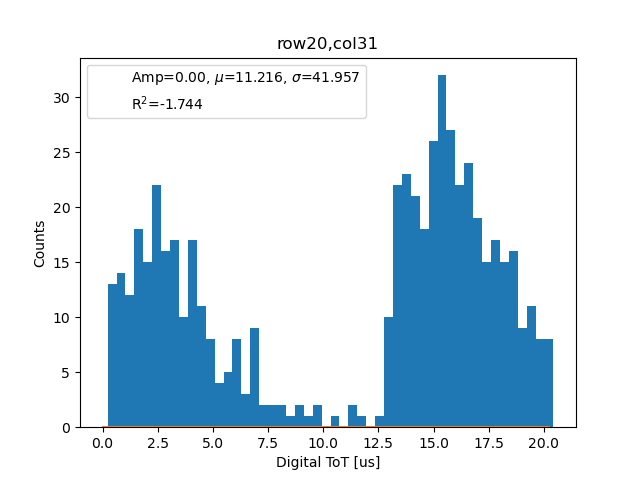 row20,col31
Amp=0.00, μ=11.216, σ=41.957
R²=-1.744
Counts
30
25
20
15
10
5
0
0.0 2.5 5.0 7.5 10.0 12.5 15.0 17.5 20.0
Digital ToT [us]